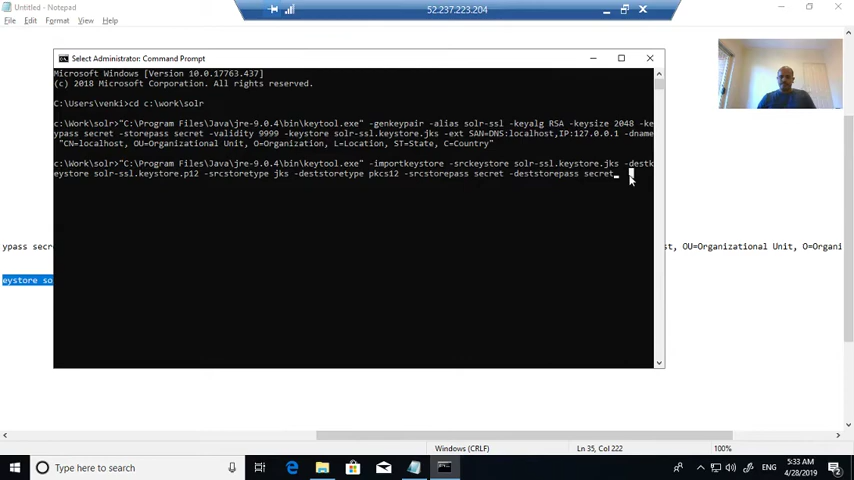 Untitled - Notepad
52.237.223.204
File Edit Format View Help
Select Administrator: Command Prompt
Microsoft Windows [Version 10.0.17763.437]
(c) 2018 Microsoft Corporation. All rights reserved.
C:\Users\venki>cd c:\work\solr
c:\Work\solr>"C:\Program Files\Java\jre-9.0.4\bin\keytool.exe" -genkeypair -alias solr-ssl -keyalg RSA -keysize 2048 -ke
ypass secret -storepass secret -validity 9999 -keystore solr-ssl.keystore.jks -ext SAN=DNS:localhost,IP:127.0.0.1 -dname
"CN=localhost, OU=Organizational Unit, O=Organization, L=Location, ST=State, C=Country"
c:\Work\solr>"C:\Program Files\Java\jre-9.0.4\bin\keytool.exe" -importkeystore -srckeystore solr-ssl.keystore.jks -destk
eystore solr-ssl.keystore.p12 -srcstoretype jks -deststoretype pkcs12 -srcstorepass secret -deststorepass secret
ypass secre
, OU=Organizational Unit, O=Organi
eystore so
Windows (CRLF)
Ln 35, Col 222
100%
Type here to search
ENG
5:33 AM
4/28/2019
2